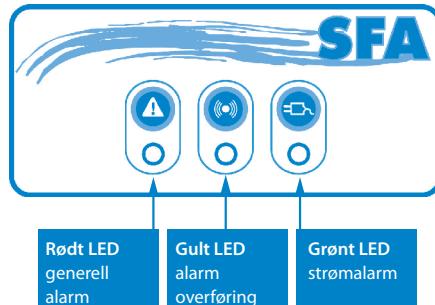 SFA
Rødt LED
generell
alarm
Gult LED
alarm
overføring
Grønt LED
strømalarm